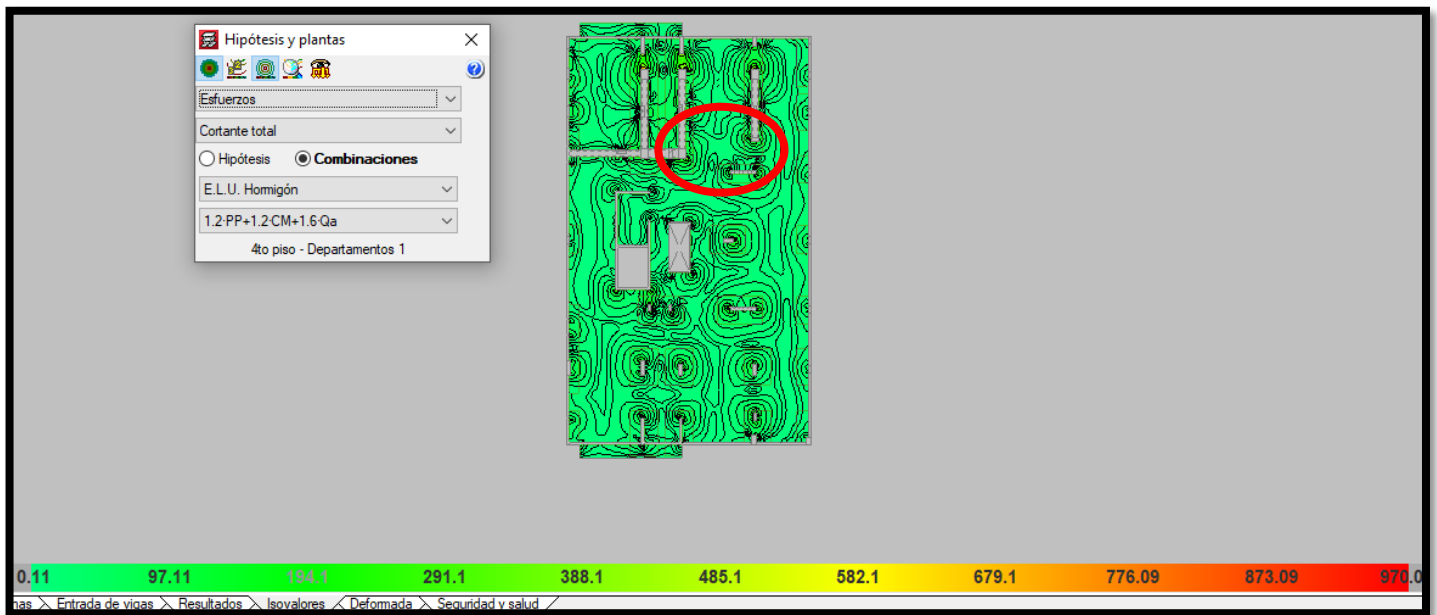 Hipótesis y plantas
Esfuerzos
Cortante total
Hipótesis Combinaciones
E.L.U. Hormigón
1.2·PP+1.2·CM+1.6·Qa
4to piso - Departamentos 1
0.11 97.11 194.1 291.1 388.1 485.1 582.1 679.1 776.09 873.09 970.0
nas Entrada de vigas Resultados Isovalores Deformada Seguridad y salud